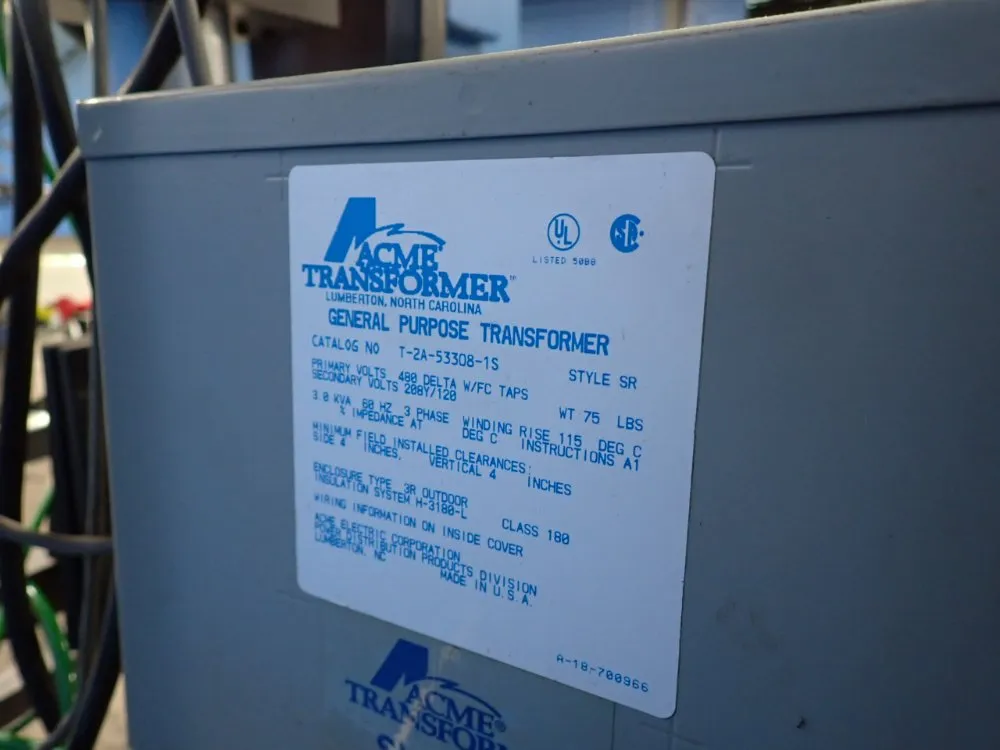 ACME
TRANSFORMER™
LUMBERTON, NORTH CAROLINA
UL
LISTED 50BB
GENERAL PURPOSE TRANSFORMER
CATALOG NO T-2A-53308-1S STYLE SR
PRIMARY VOLTS 480 DELTA W/FC TAPS
SECONDARY VOLTS 208Y/120 WT 75 LBS
3.0 KVA 60 HZ 3 PHASE WINDING RISE 115 DEG C
% IMPEDANCE AT DEG C INSTRUCTIONS A1
MINIMUM FIELD INSTALLED CLEARANCES:
SIDE 4 INCHES, VERTICAL 4 INCHES
ENCLOSURE TYPE 3R OUTDOOR
INSULATION SYSTEM H-3180-L CLASS 180
WIRING INFORMATION ON INSIDE COVER
ACME ELECTRIC CORPORATION
POWER DISTRIBUTION PRODUCTS DIVISION
LUMBERTON, NC MADE IN U.S.A.
A-18-700966
ACME
TRANSFOR